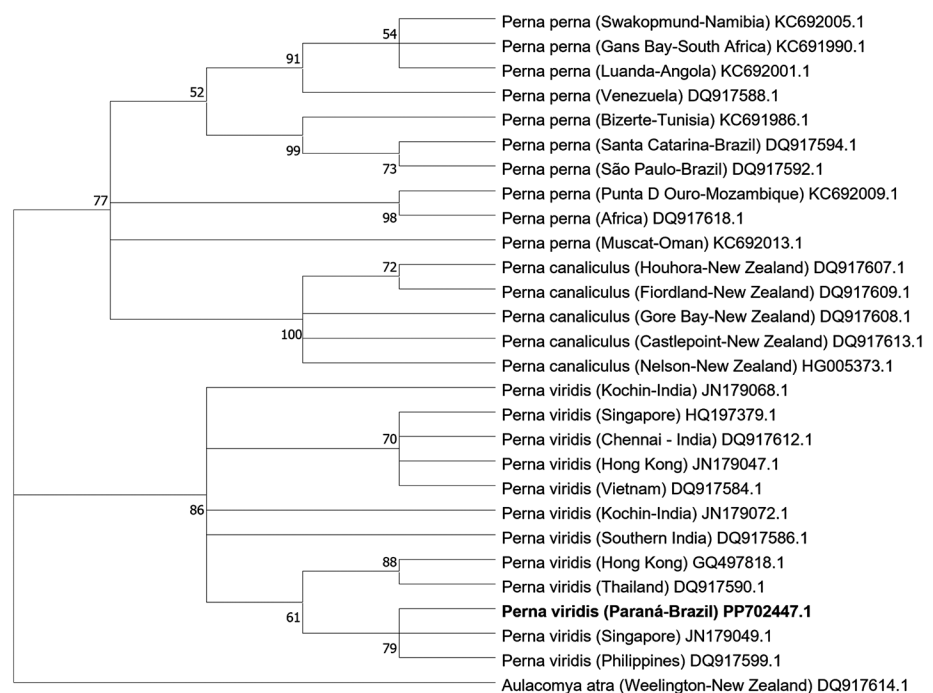 Perna perna (Swakopmund-Namibia) KC692005.1
54
Perna perna (Gans Bay-South Africa) KC691990.1
91
Perna perna (Luanda-Angola) KC692001.1
52
Perna perna (Venezuela) DQ917588.1
Perna perna (Bizerte-Tunisia) KC691986.1
99
Perna perna (Santa Catarina-Brazil) DQ917594.1
73
Perna perna (São Paulo-Brazil) DQ917592.1
77
Perna perna (Punta D Ouro-Mozambique) KC692009.1
98
Perna perna (Africa) DQ917618.1
Perna perna (Muscat-Oman) KC692013.1
72
Perna canaliculus (Houhora-New Zealand) DQ917607.1
Perna canaliculus (Fiordland-New Zealand) DQ917609.1
Perna canaliculus (Gore Bay-New Zealand) DQ917608.1
100
Perna canaliculus (Castlepoint-New Zealand) DQ917613.1
Perna canaliculus (Nelson-New Zealand) HG005373.1
Perna viridis (Kochin-India) JN179068.1
Perna viridis (Singapore) HQ197379.1
70
Perna viridis (Chennai - India) DQ917612.1
Perna viridis (Hong Kong) JN179047.1
Perna viridis (Vietnam) DQ917584.1
86
Perna viridis (Kochin-India) JN179072.1
Perna viridis (Southern India) DQ917586.1
88
Perna viridis (Hong Kong) GQ497818.1
Perna viridis (Thailand) DQ917590.1
61
Perna viridis (Paraná-Brazil) PP702447.1
Perna viridis (Singapore) JN179049.1
79
Perna viridis (Philippines) DQ917599.1
Aulacomya atra (Weelington-New Zealand) DQ917614.1